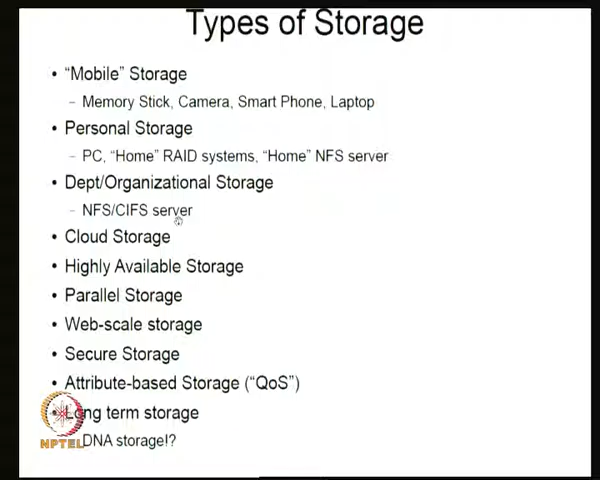 Types of Storage
• "Mobile" Storage
– Memory Stick, Camera, Smart Phone, Laptop
• Personal Storage
– PC, "Home" RAID systems, "Home" NFS server
• Dept/Organizational Storage
– NFS/CIFS server
• Cloud Storage
• Highly Available Storage
• Parallel Storage
• Web-scale storage
• Secure Storage
• Attribute-based Storage ("QoS")
• Long term storage
DNA storage!?
NPTEL